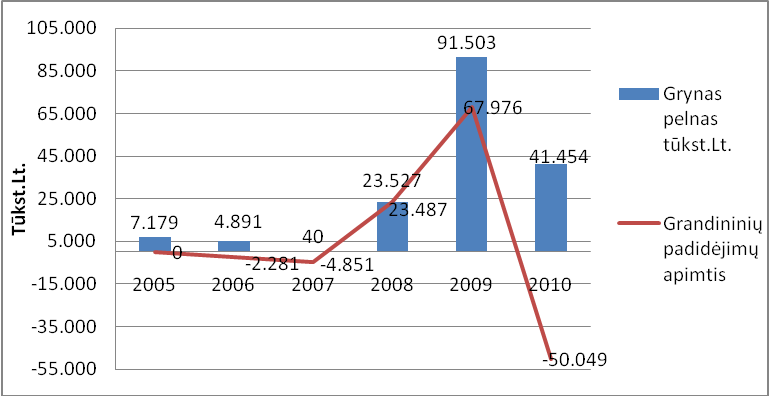 105.000
85.000
65.000
45.000
25.000
5.000
-15.000
-35.000
-55.000
Tūkst.Lt.
7.179
4.891
40
23.527
91.503
41.454
0
-2.281
-4.851
23.487
67.976
-50.049
2005 2006 2007 2008 2009 2010
Grynas
pelnas
tūkst.Lt.
Grandininių
padidėjimų
apimtis